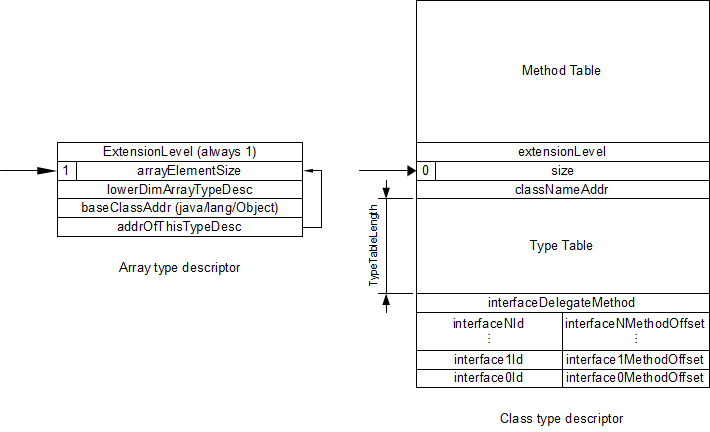 ExtensionLevel (always 1)
1 arrayElementSize
lowerDimArrayTypeDesc
baseClassAddr (java/lang/Object)
addrOfThisTypeDesc
Array type descriptor
Method Table
extensionLevel
0 size
classNameAddr
TypeTableLength
Type Table
interfaceDelegateMethod
interfaceNId interfaceNMethodOffset
⋮ ⋮
interface1Id interface1MethodOffset
interface0Id interface0MethodOffset
Class type descriptor